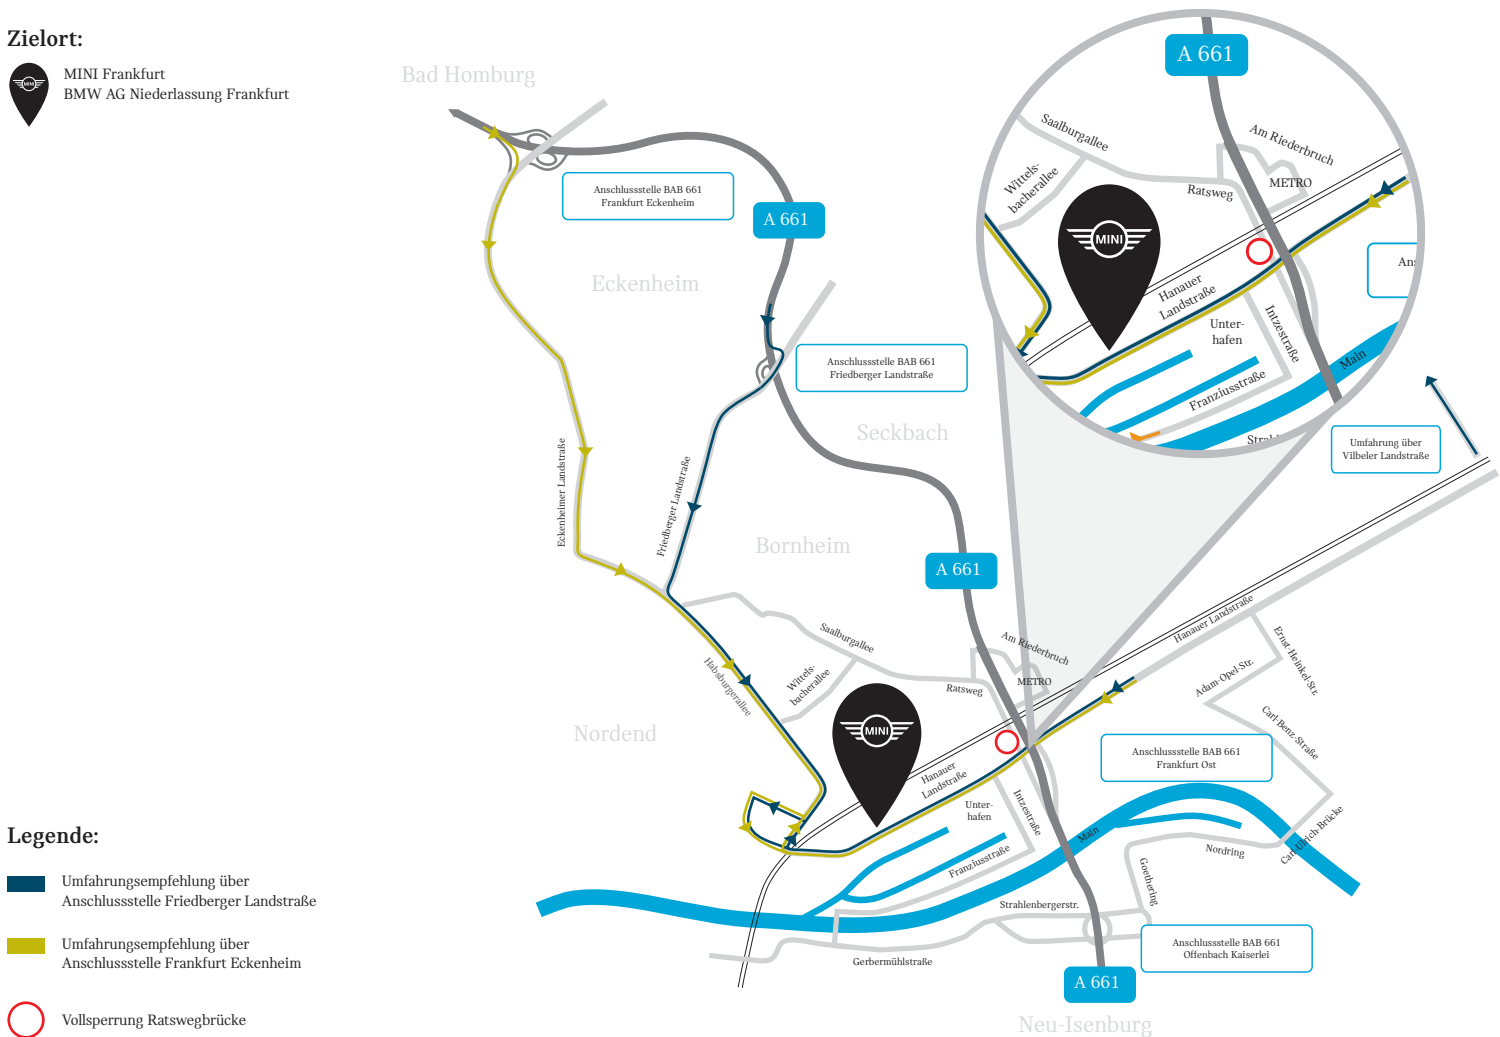 Zielort:
MINI
MINI Frankfurt
BMW AG Niederlassung Frankfurt
Bad Homburg
Anschlussstelle BAB 661
Frankfurt Eckenheim
A 661
Eckenheim
Anschlussstelle BAB 661
Friedberger Landstraße
Seckbach
Eckenheimer Landstraße
Friedberger Landstraße
Bornheim
A 661
Saalburgallee
Wittels-
bacherallee
Habsburgerallee
Nordend
Ratsweg
Am Riederbruch
METRO
MINI
Hanauer
Landstraße
Unter-
hafen
Intzestraße
Franziusstraße
Main
Strahlenbergerstr.
Gerbermühlstraße
A 661
Neu-Isenburg
A 661
Saalburgallee
Wittels-
bacherallee
Am Riederbruch
METRO
Ratsweg
MINI
Hanauer
Landstraße
Unter-
hafen
Intzestraße
Franziusstraße
Main
Umfahrung über
Vilbeler Landstraße
Hanauer Landstraße
Ernst-Heinkel-Str.
Adam-Opel-Str.
Carl-Benz-Straße
Anschlussstelle BAB 661
Frankfurt Ost
Carl-Ulrich-Brücke
Nordring
Goethering
Anschlussstelle BAB 661
Offenbach Kaiserlei
Legende:
Umfahrungsempfehlung über
Anschlussstelle Friedberger Landstraße
Umfahrungsempfehlung über
Anschlussstelle Frankfurt Eckenheim
Vollsperrung Ratswegbrücke